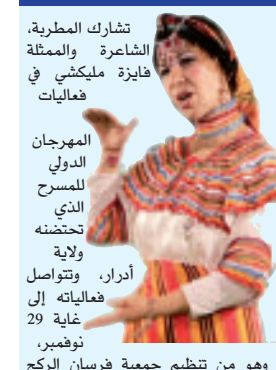 تشارك المطربة،
الشاعرة والممثلة
فايزة مليكشي في
فعاليات
المهرجان
الدولي
للمسرح
الذي
تحتضنه
ولاية
أدرار، وتتواصل
فعالياته إلى
غاية 29
نوفمبر،
وهو من تنظيم جمعية فرسان الركح